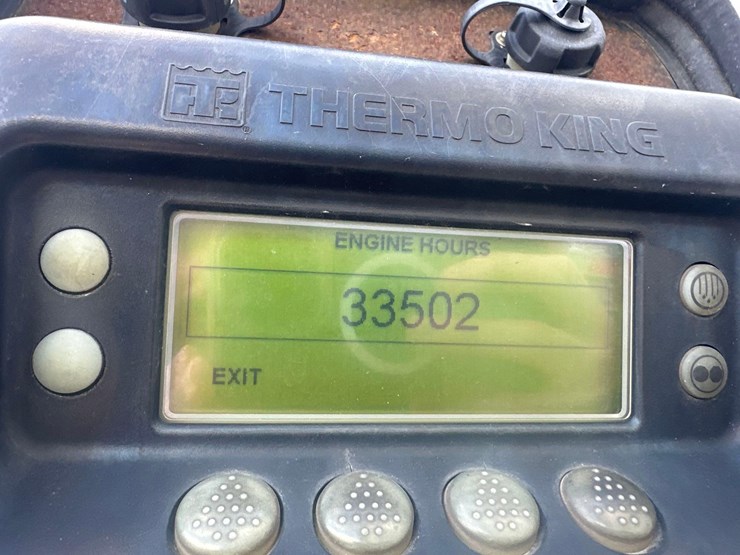 THERMO KING
ENGINE HOURS
33502
EXIT